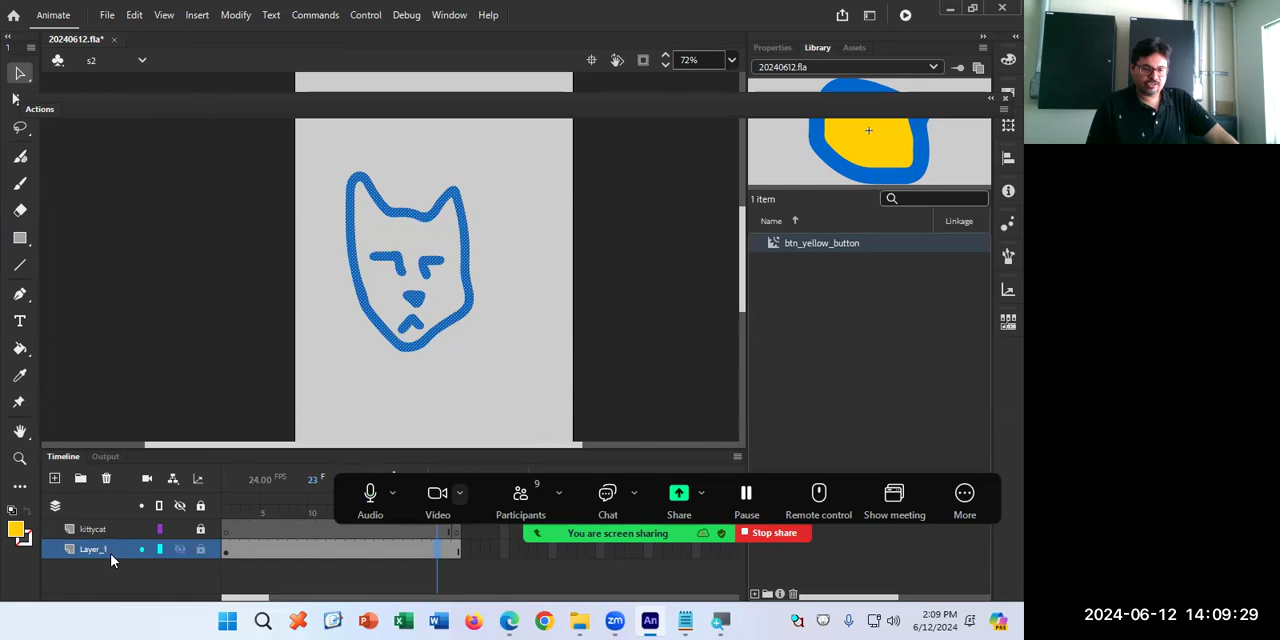 Animate File Edit View Insert Modify Text Commands Control Debug Window Help
1 20240612.fla* ×
s2 72%
Properties Library Assets
20240612.fla
Actions
1 item
Name Linkage
btn_yellow_button
Timeline Output
24.00 FPS 23 F
5 10
kittycat
Layer_1
9
Audio Video Participants Chat Share Pause Remote control Show meeting More
You are screen sharing Stop share
2:09 PM
6/12/2024
2024-06-12 14:09:29